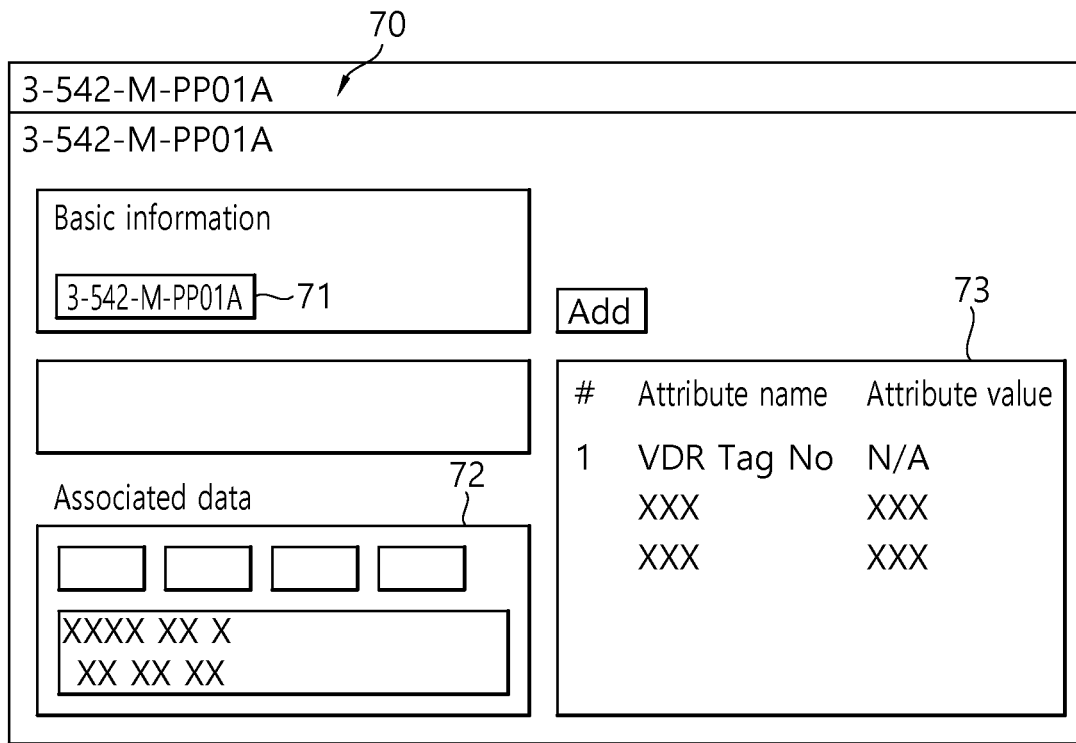 70
3-542-M-PP01A
3-542-M-PP01A
Basic information
3-542-M-PP01A
71
Add
73
# Attribute name Attribute value
1 VDR Tag No N/A
XXX XXX
XXX XXX
Associated data
72
XXXX XX X
XX XX XX